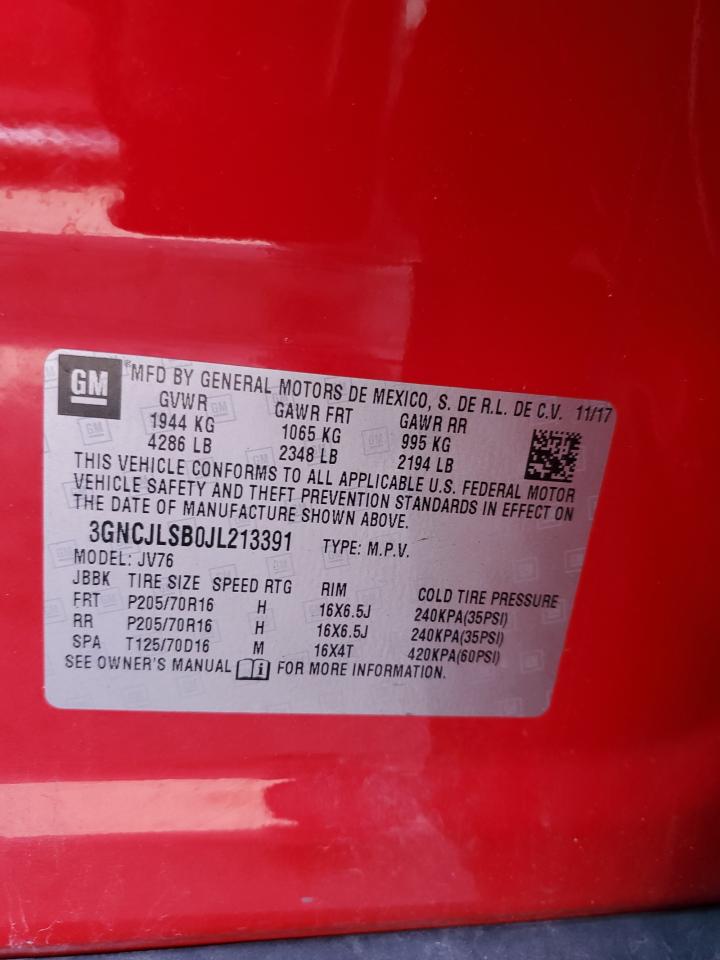 GM
®MFD BY GENERAL MOTORS DE MEXICO, S. DE R.L. DE C.V. 11/17
GVWR GAWR FRT GAWR RR
1944 KG 1065 KG 995 KG
4286 LB 2348 LB 2194 LB
THIS VEHICLE CONFORMS TO ALL APPLICABLE U.S. FEDERAL MOTOR
VEHICLE SAFETY AND THEFT PREVENTION STANDARDS IN EFFECT ON
THE DATE OF MANUFACTURE SHOWN ABOVE.
3GNCJLSB0JL213391 TYPE: M.P.V.
MODEL: JV76
JBBK TIRE SIZE SPEED RTG RIM COLD TIRE PRESSURE
FRT P205/70R16 H 16X6.5J 240KPA(35PSI)
RR P205/70R16 H 16X6.5J 240KPA(35PSI)
SPA T125/70D16 M 16X4T 420KPA(60PSI)
SEE OWNER'S MANUAL i FOR MORE INFORMATION.